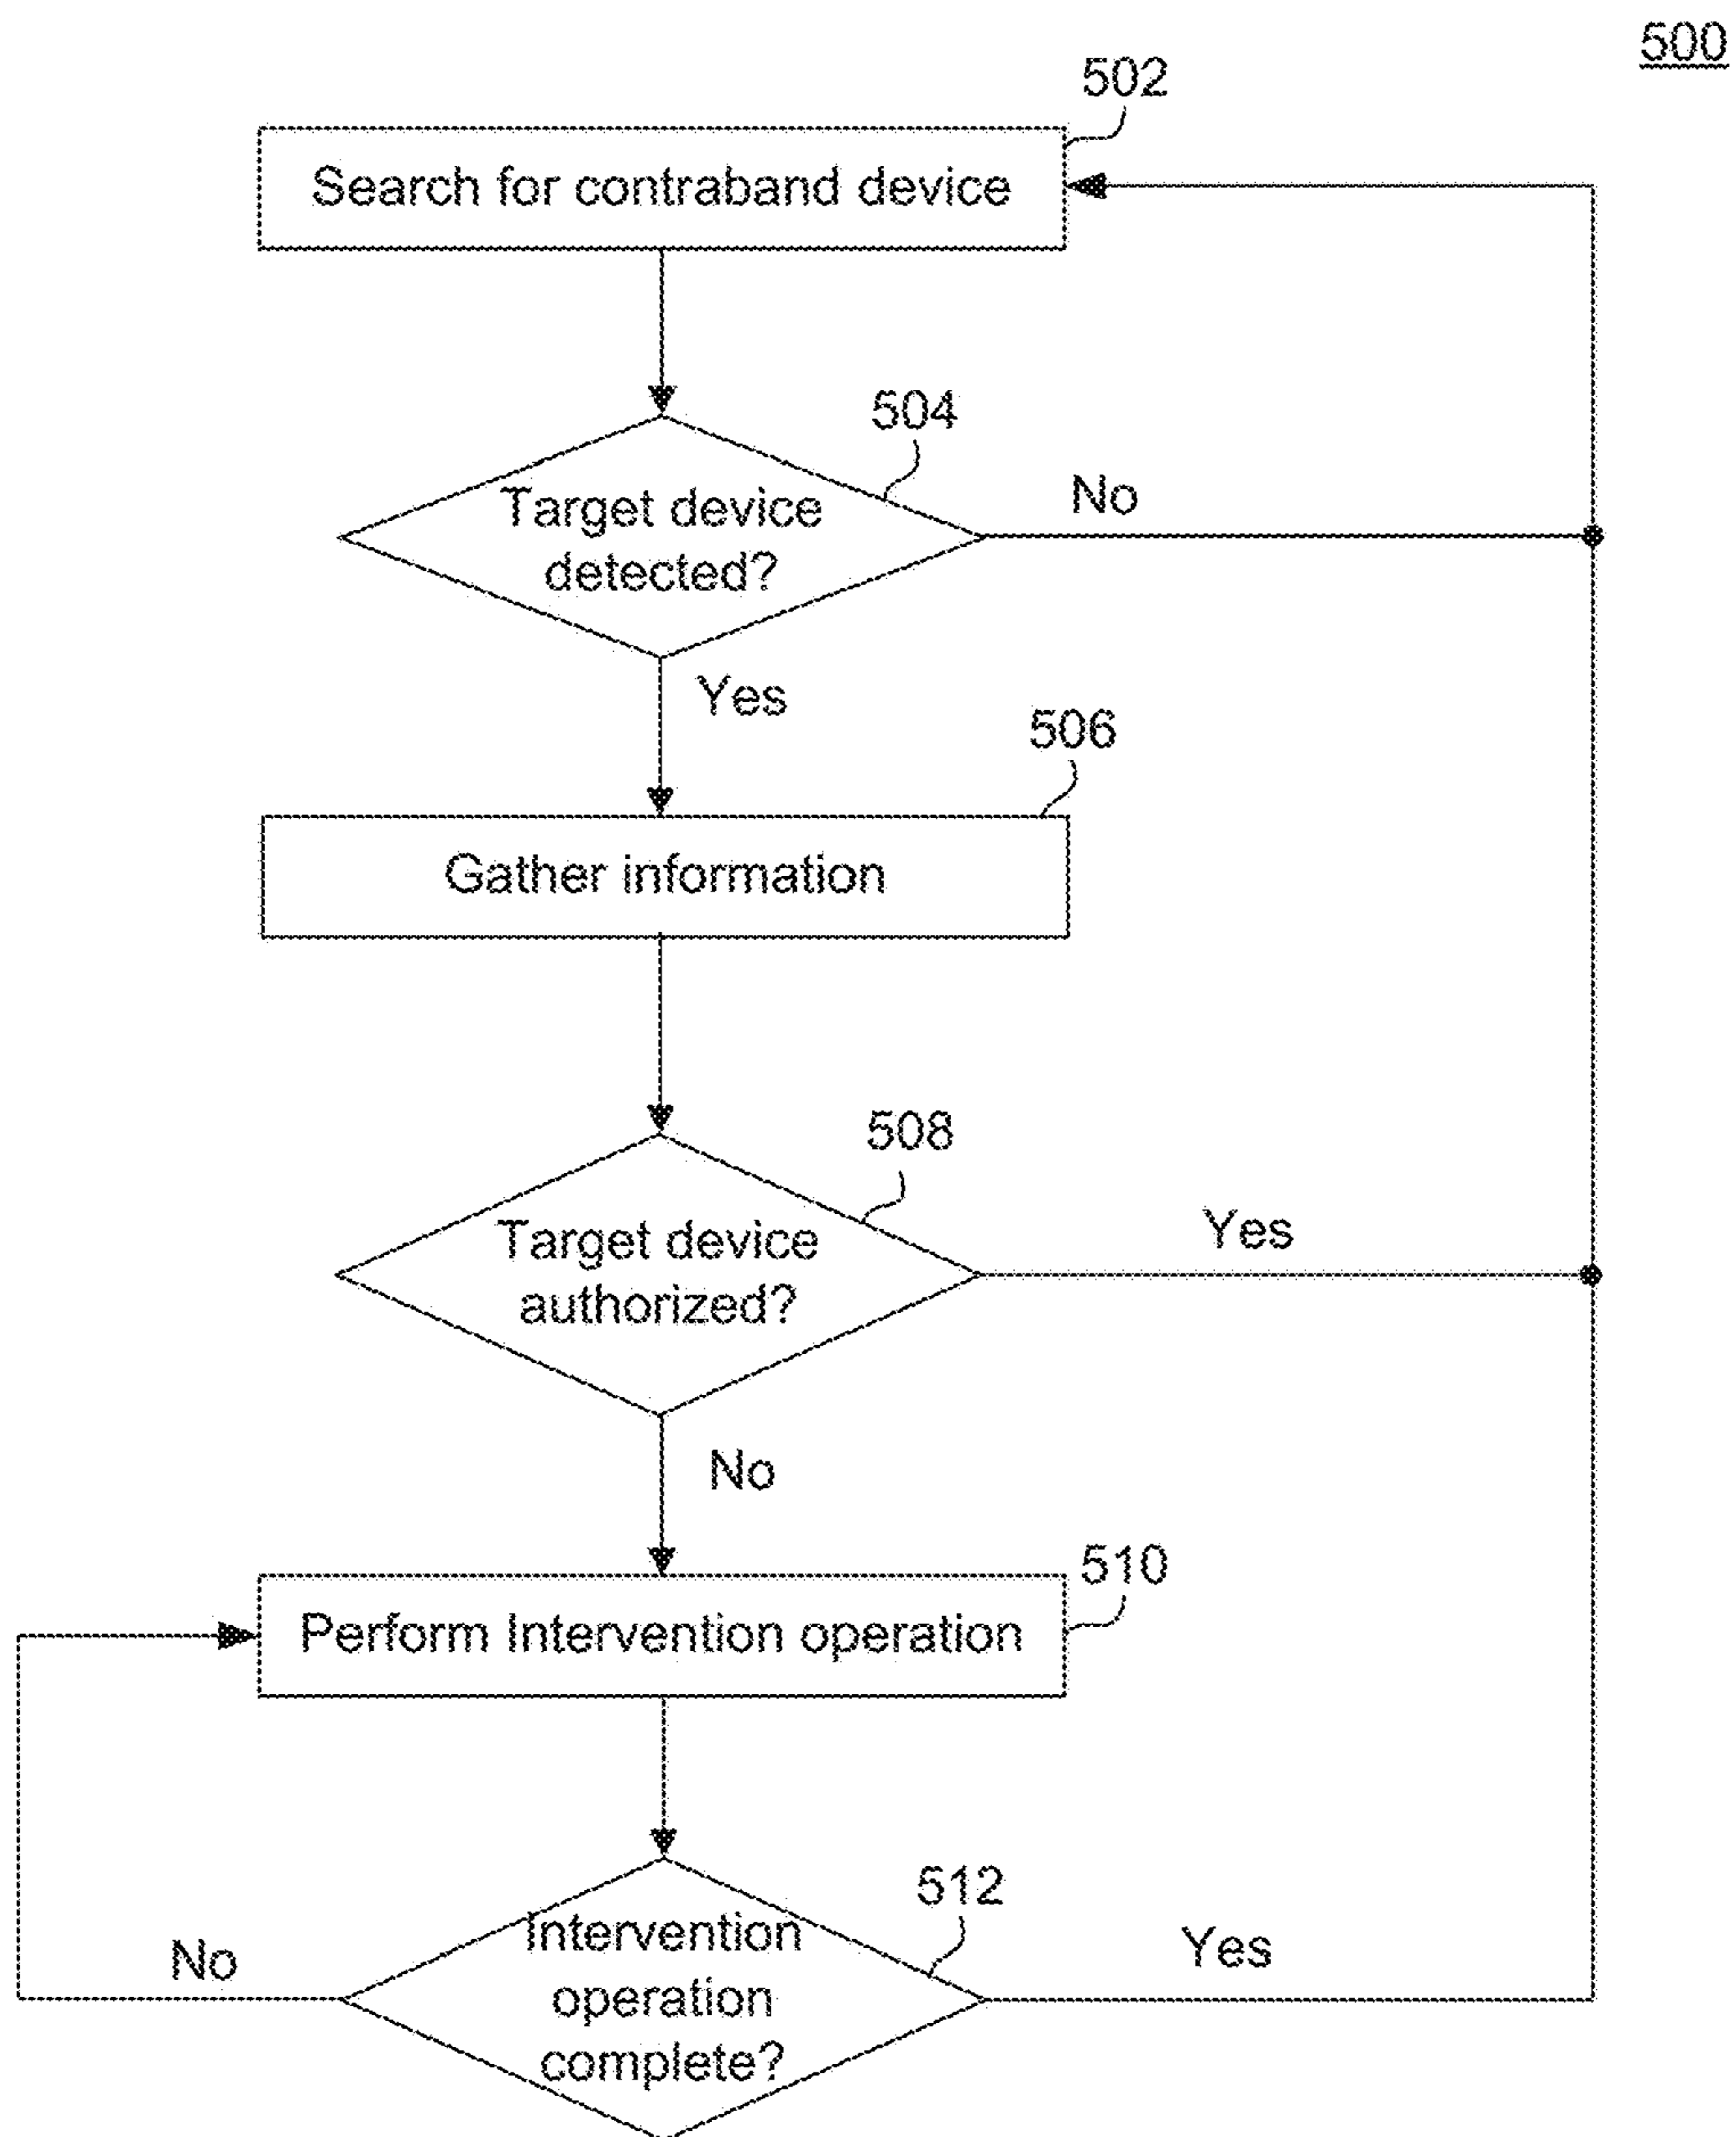 500
502
Search for contraband device
504
Target device
detected?
No
Yes
506
Gather information
508
Target device
authorized?
Yes
No
510
Perform Intervention operation
512
Intervention
operation
complete?
No
Yes